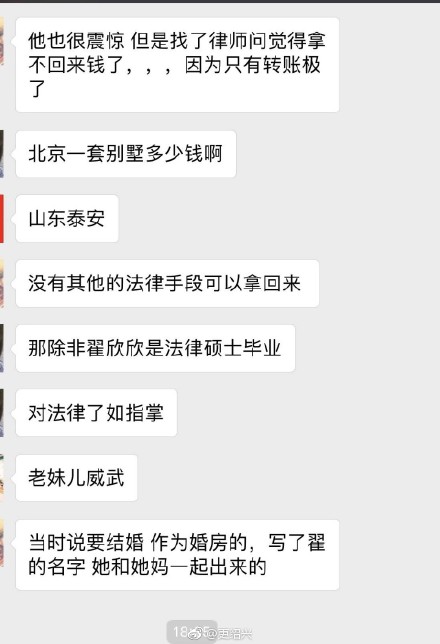 他也很震惊 但是找了律师问觉得拿
不回来钱了，，，因为只有转账极
了
北京一套别墅多少钱啊
山东泰安
没有其他的法律手段可以拿回来
那除非翟欣欣是法律硕士毕业
对法律了如指掌
老妹儿威武
当时说要结婚 作为婚房的，写了翟
的名字 她和她妈一起出来的